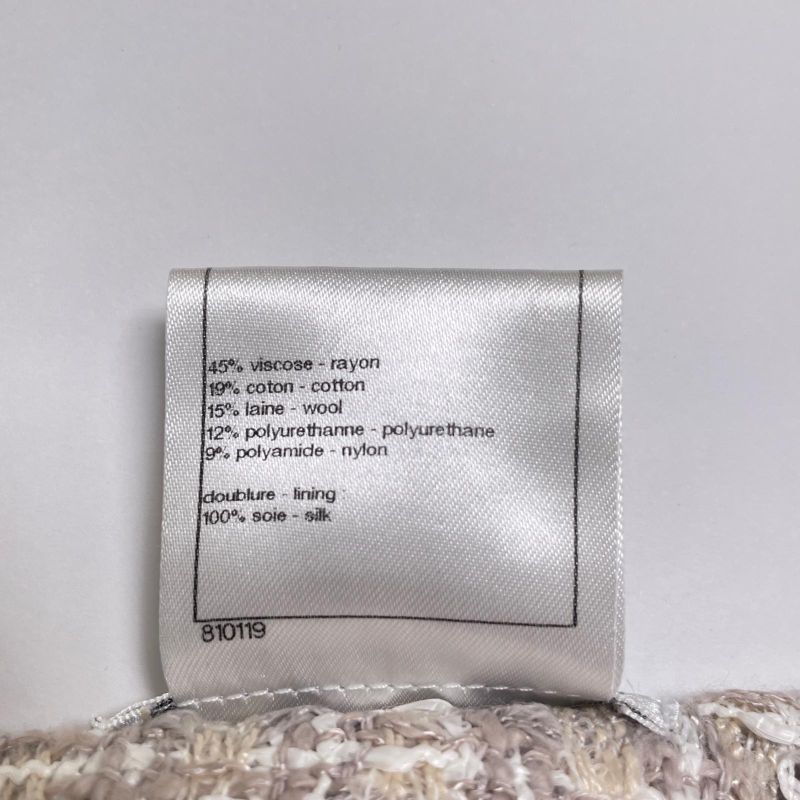 45% viscose - rayon
19% coton - cotton
15% laine - wool
12% polyurethanne - polyurethane
9% polyamide - nylon
doublure - lining
100% soie - silk
810119